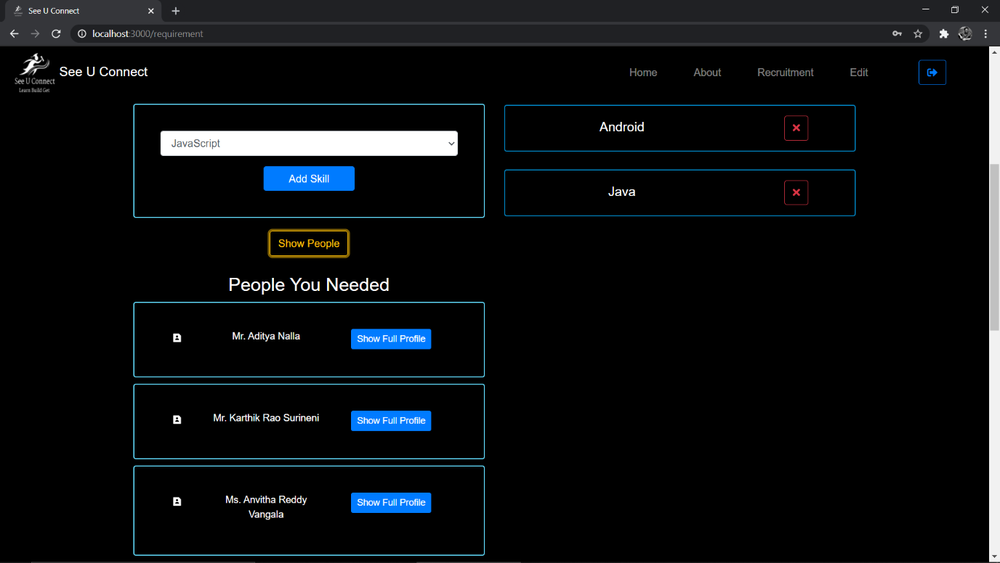 See U Connect
localhost:3000/requirement
See U Connect
Learn Build Get
See U Connect
Home
About
Recruitment
Edit
JavaScript
Add Skill
Android
Java
Show People
People You Needed
Mr. Aditya Nalla
Show Full Profile
Mr. Karthik Rao Surineni
Show Full Profile
Ms. Anvitha Reddy
Vangala
Show Full Profile